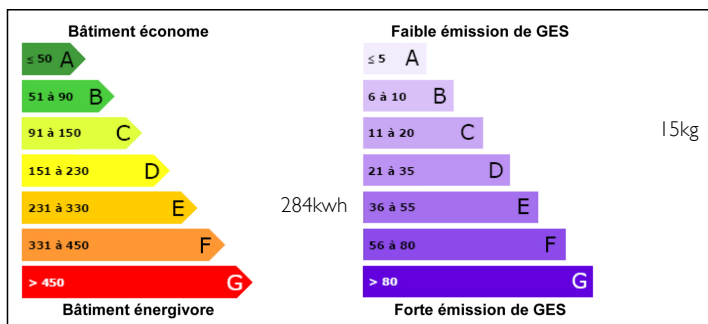 Bâtiment économe
≤ 50 A
51 à 90 B
91 à 150 C
151 à 230 D
231 à 330 E
331 à 450 F
> 450 G
Bâtiment énergivore
284kwh
Faible émission de GES
≤ 5 A
6 à 10 B
11 à 20 C
21 à 35 D
36 à 55 E
56 à 80 F
> 80 G
Forte émission de GES
15kg